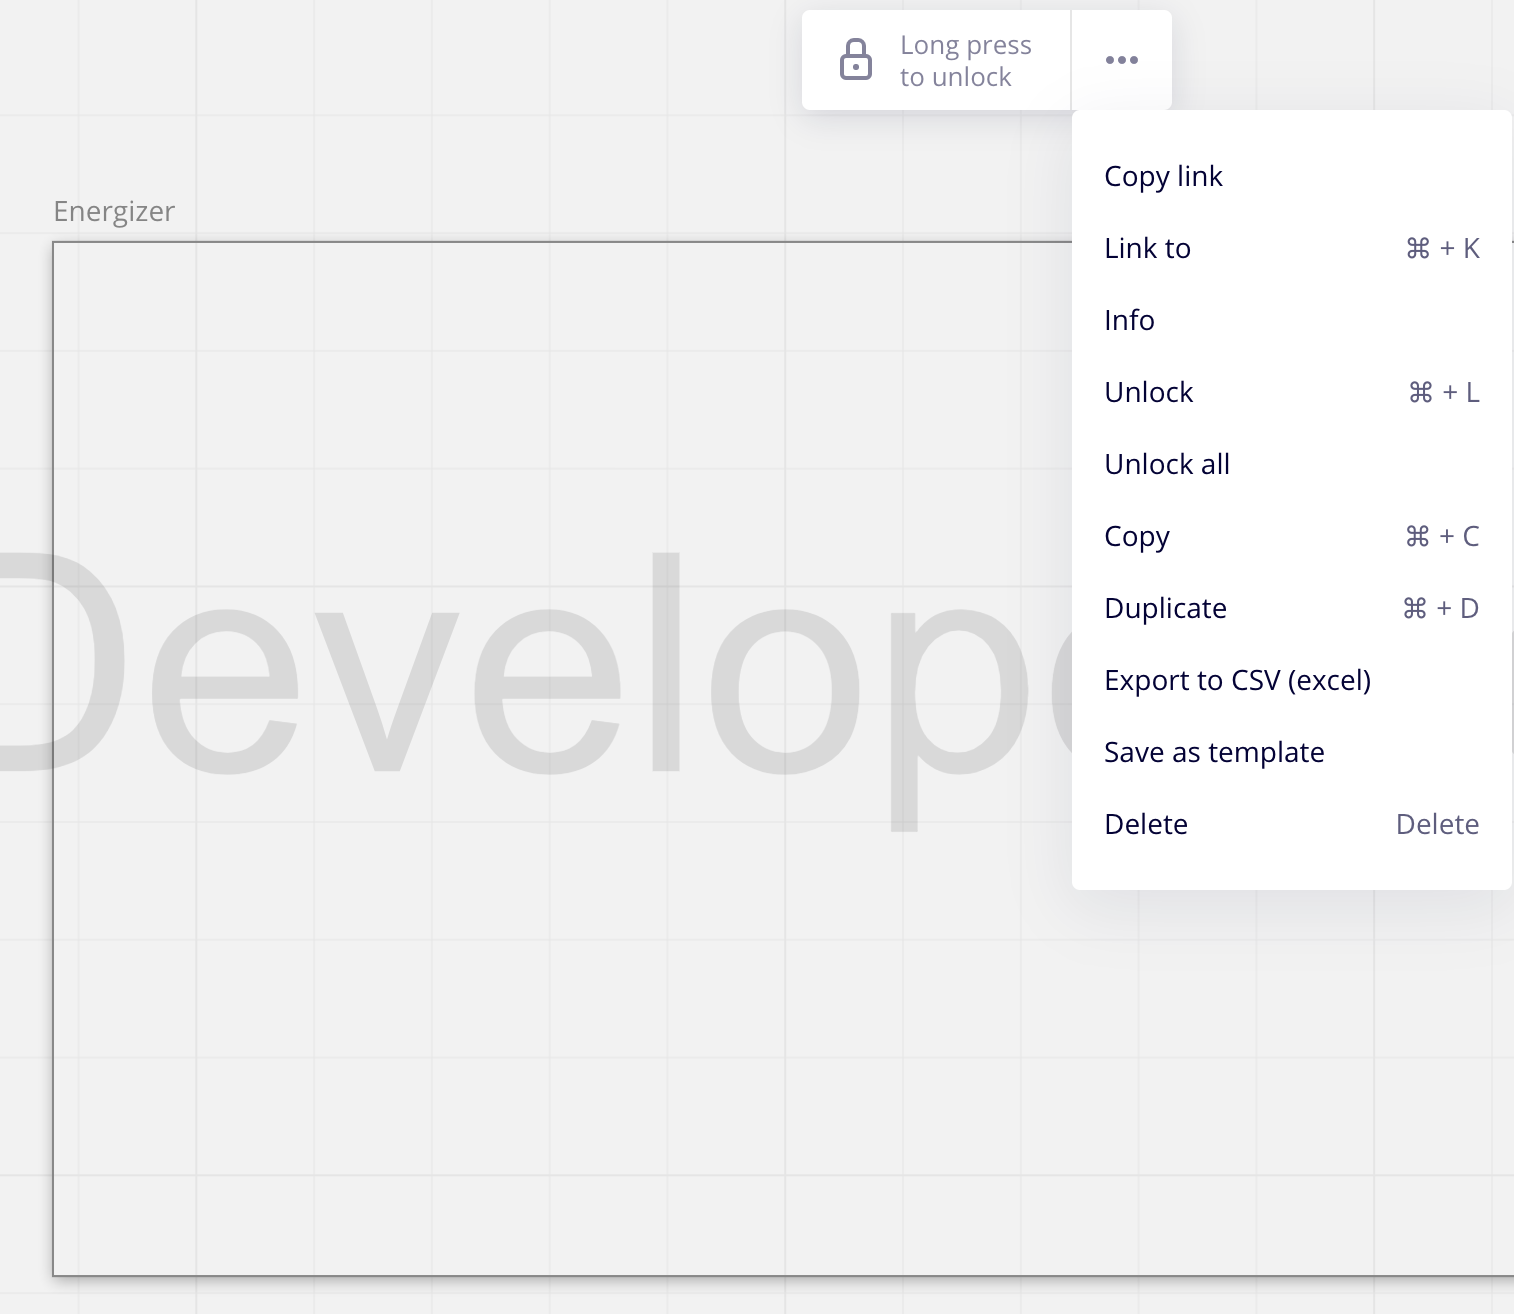 Long press
to unlock
Copy link
Energizer
Link to ⌘ + K
Info
Unlock ⌘ + L
Unlock all
Copy ⌘ + C
Duplicate ⌘ + D
Develop
Export to CSV (excel)
Save as template
Delete Delete